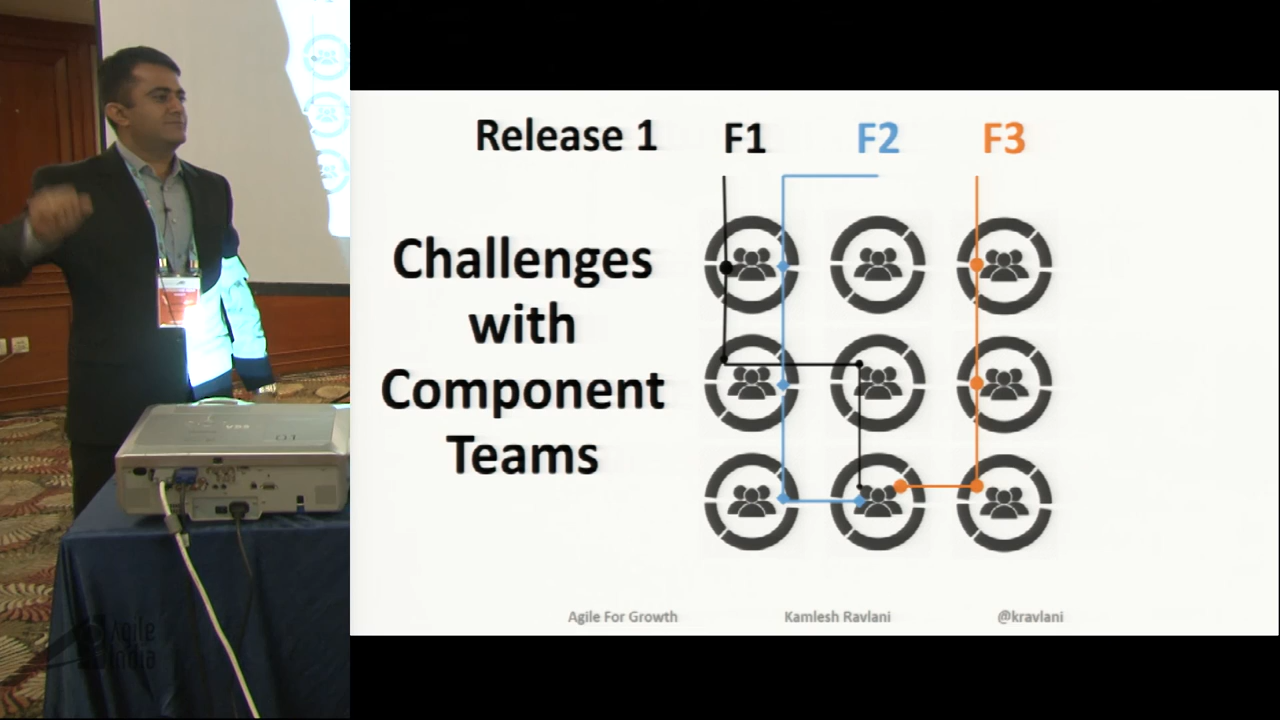 Release 1 F1 F2 F3
Challenges
with
Component
Teams
Agile For Growth Kamlesh Ravlani @kravlani
Agile
India